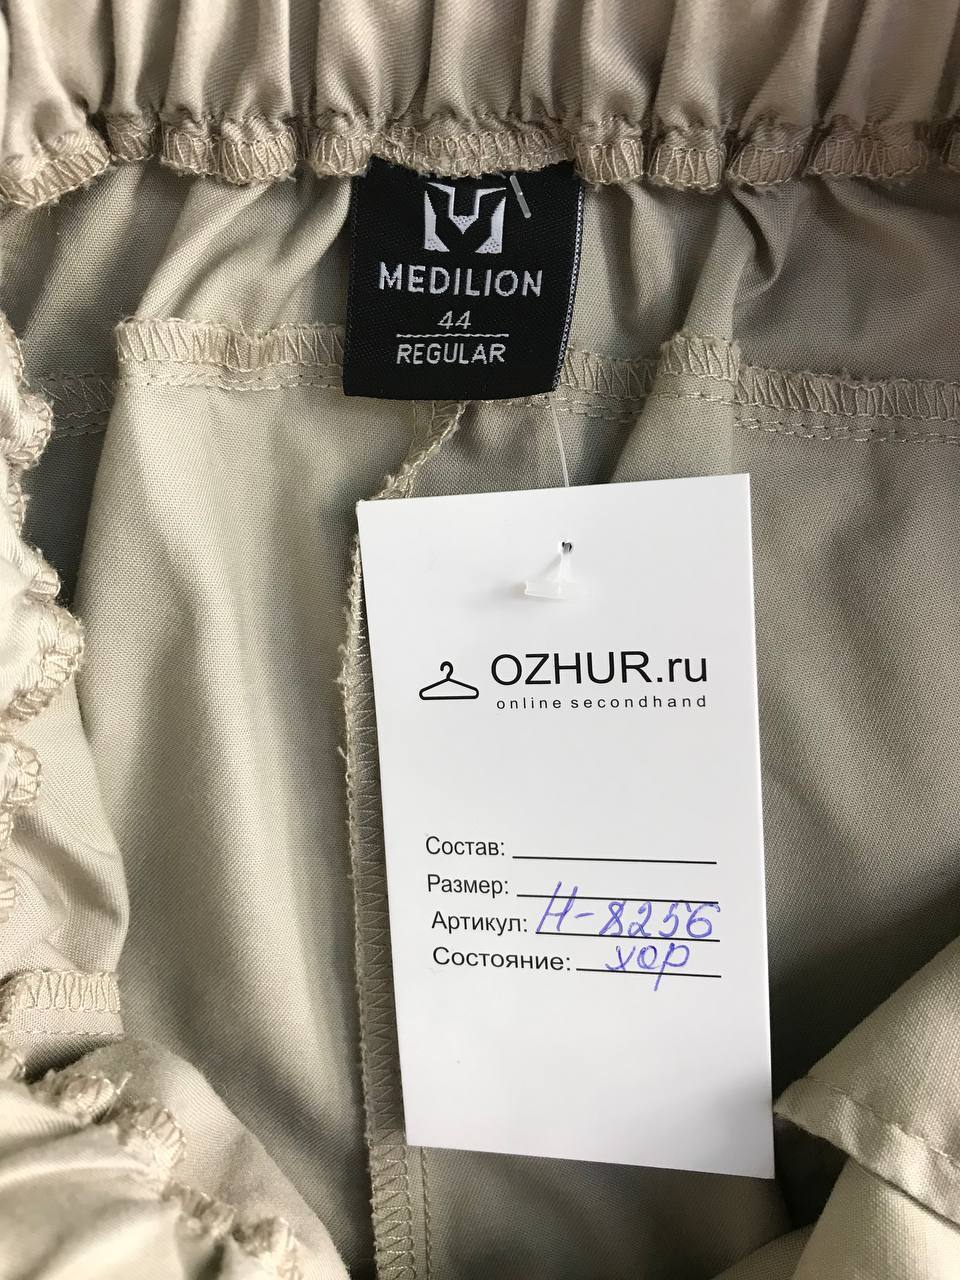 MEDILION
44
REGULAR
OZHUR.ru
online secondhand
Состав:
Размер:
Артикул: Н-8256
Состояние: хор